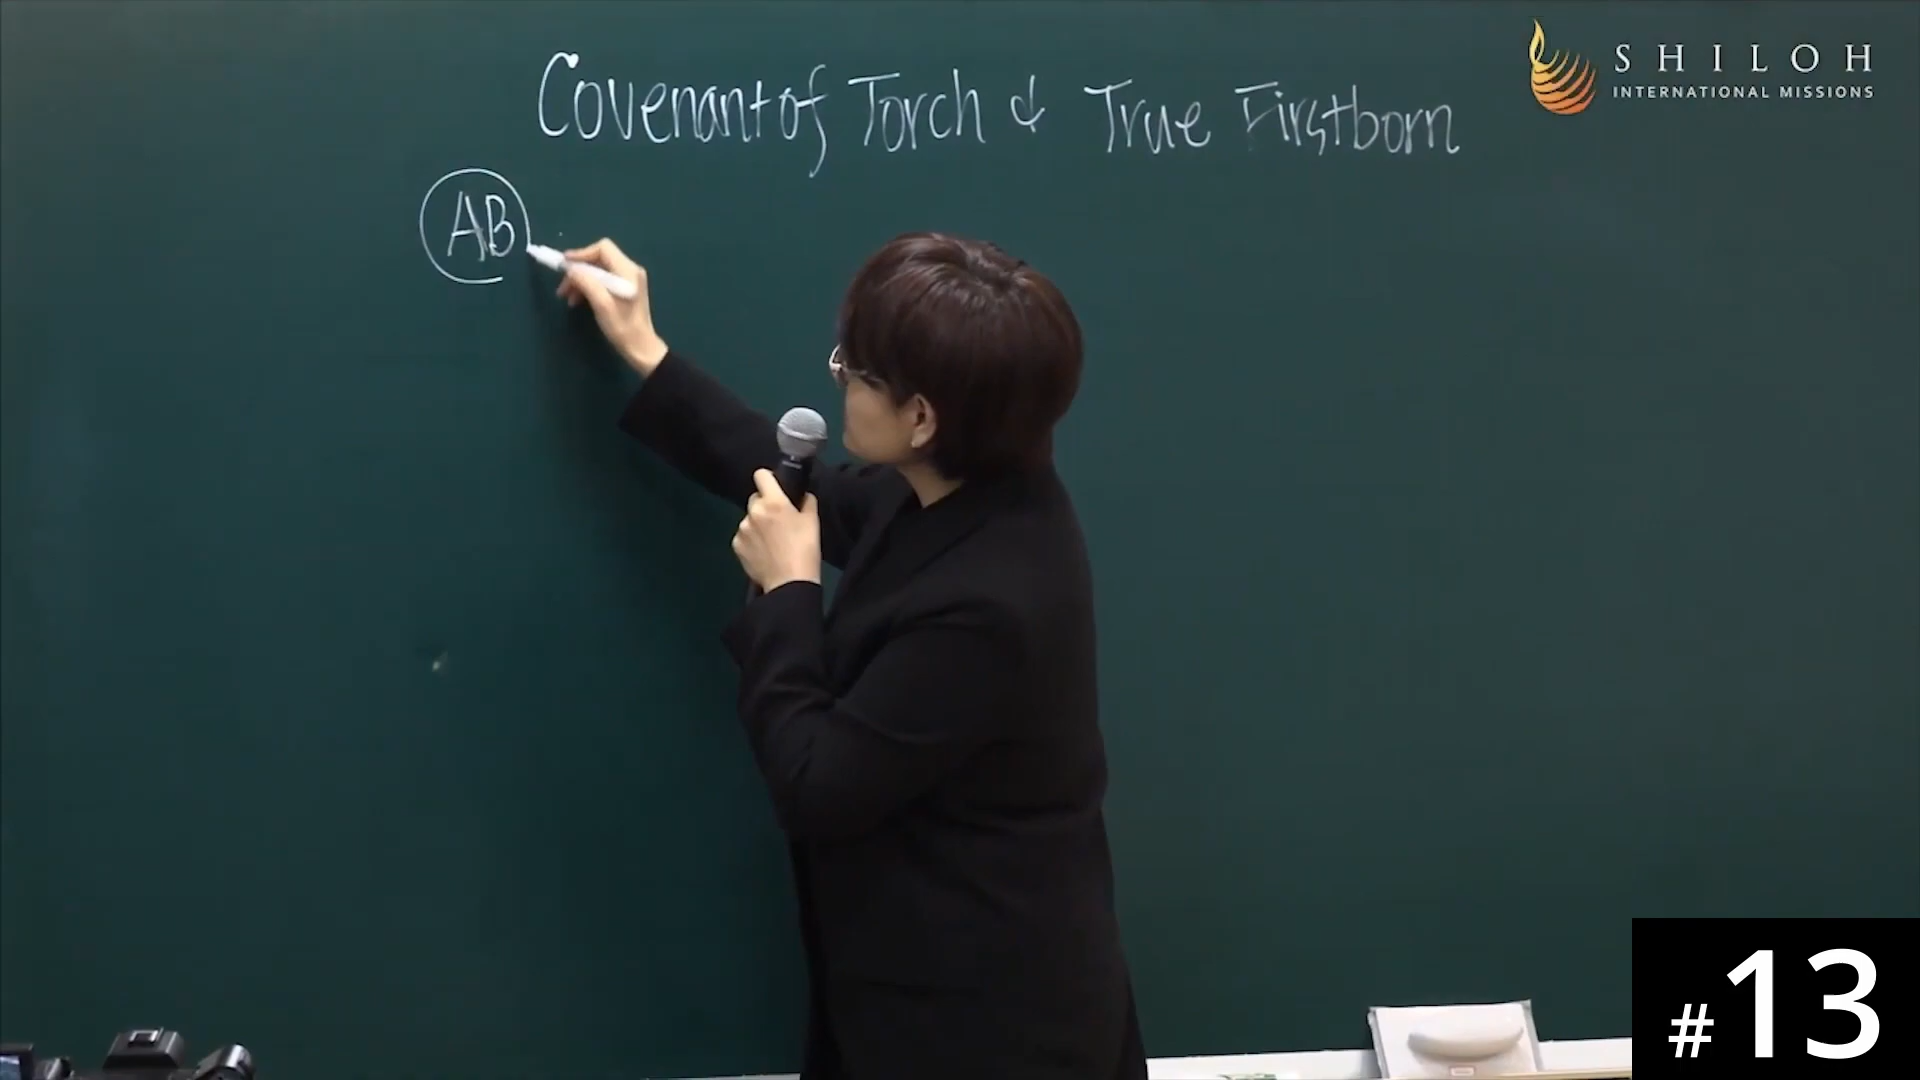 SHILOH
INTERNATIONAL MISSIONS
Covenant of Torch & True Firstborn
AB
#13